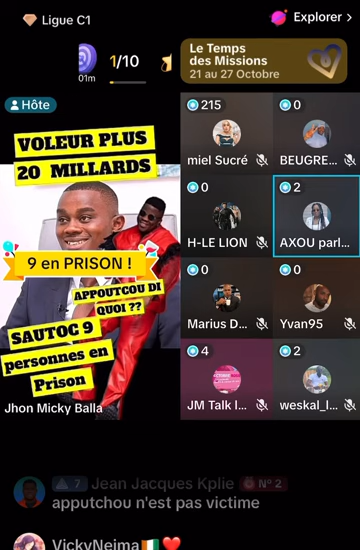 Ligue C1
Explorer >
01m
1/10
Le Temps
des Missions
21 au 27 Octobre
Hôte
VOLEUR PLUS
20 MILLARDS
9 en PRISON !
APPOUTCOU DI
QUOI ??
SAUTOC 9
personnes en
Prison
Jhon Micky Balla
215
miel Sucré
0
BEUGRE...
0
H-LE LION
2
AXOU parl...
0
Marius D...
0
Yvan95
4
JM Talk l...
2
weskal_l...
7 Jean Jacques Kplie Nº 2
apputchou n'est pas victime
VickyNeima🇨🇮❤️